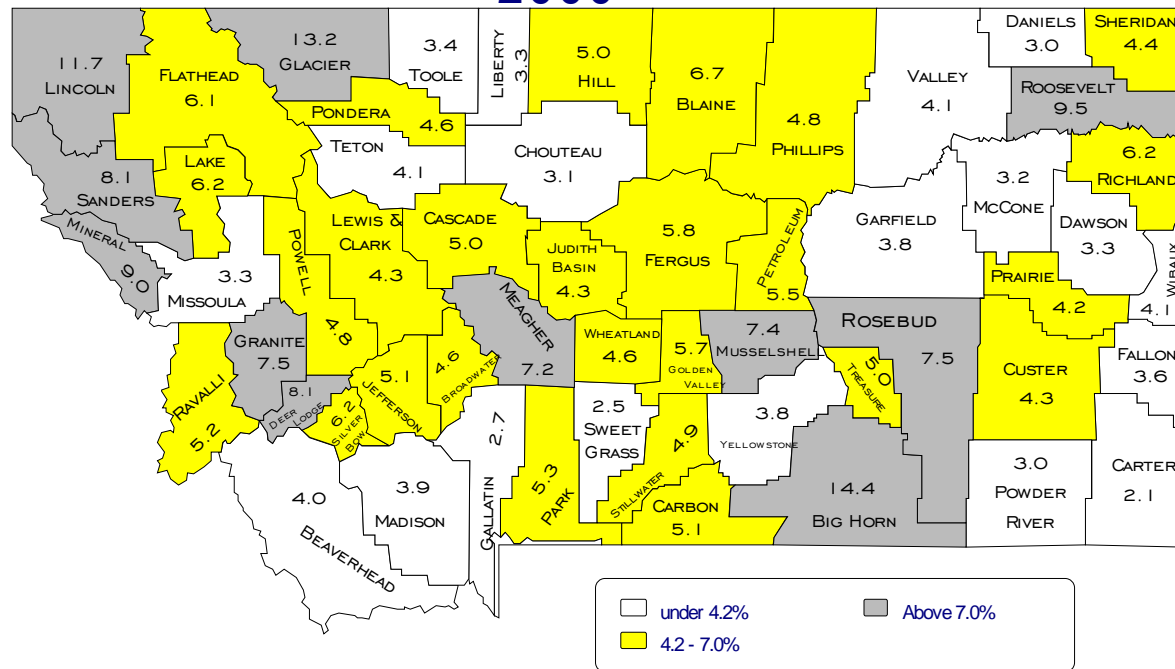 11.7
LINCOLN
FLATHEAD
6.1
13.2
GLACIER
3.4
TOOLE
LIBERTY
3.3
5.0
HILL
6.7
BLAINE
4.8
PHILLIPS
VALLEY
4.1
DANIELS
3.0
SHERIDAN
4.4
ROOSEVELT
9.5
PONDERA
4.6
TETON
4.1
CHOUTEAU
3.1
LAKE
6.2
8.1
SANDERS
MINERAL
9.0
3.3
MISSOULA
POWELL
4.8
LEWIS &
CLARK
4.3
CASCADE
5.0
JUDITH
BASIN
4.3
5.8
FERGUS
PETROLEUM
5.5
GARFIELD
3.8
3.2
MCCONE
6.2
RICHLAND
DAWSON
3.3
WIBAUX
4.1
PRAIRIE
4.2
GRANITE
7.5
RAVALLI
5.2
8.1
DEER
LODGE
6.2
SILVER
BOW
5.1
JEFFERSON
4.6
BROADWATER
MEAGHER
7.2
WHEATLAND
4.6
5.7
GOLDEN
VALLEY
7.4
MUSSELSHELL
ROSEBUD
7.5
5.0
TREASURE
CUSTER
4.3
FALLON
3.6
4.0
BEAVERHEAD
3.9
MADISON
2.7
GALLATIN
5.3
PARK
2.5
SWEET
GRASS
4.9
STILLWATER
3.8
YELLOWSTONE
CARBON
5.1
14.4
BIG HORN
3.0
POWDER
RIVER
CARTER
2.1
under 4.2%
Above 7.0%
4.2 - 7.0%